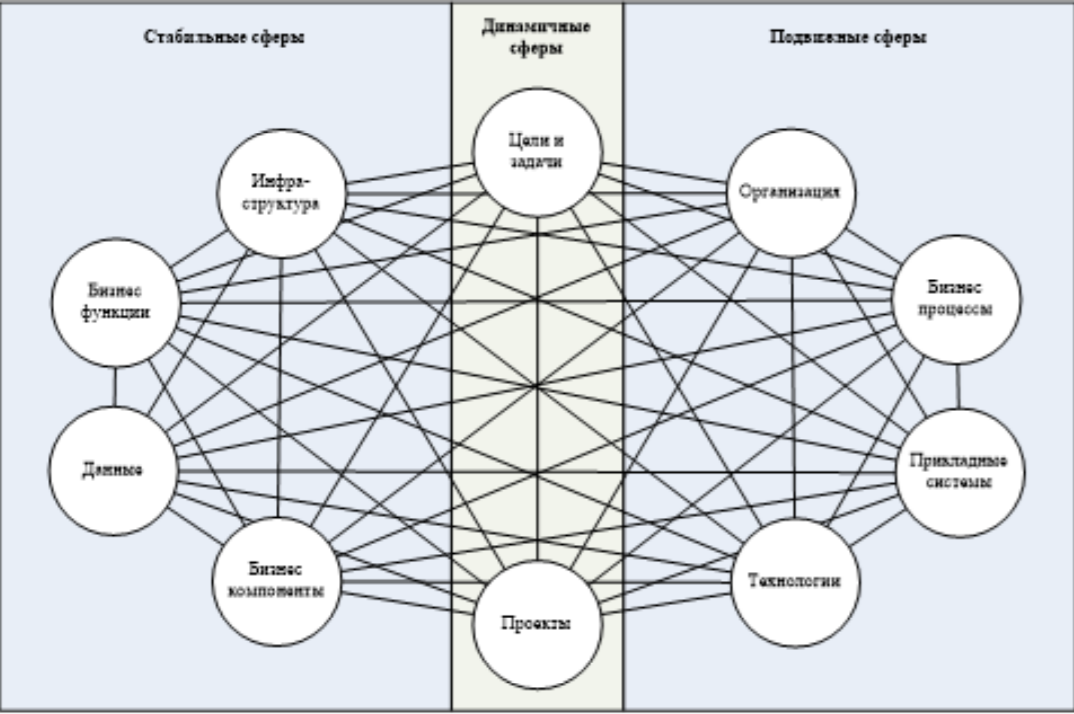 Стабильные сферы
Динамичные
сферы
Подвижные сферы
Цели и
задачи
Инфра-
структура
Организация
Бизнес
функции
Бизнес
процессы
Данные
Прикладные
системы
Бизнес
компоненты
Технологии
Проекты